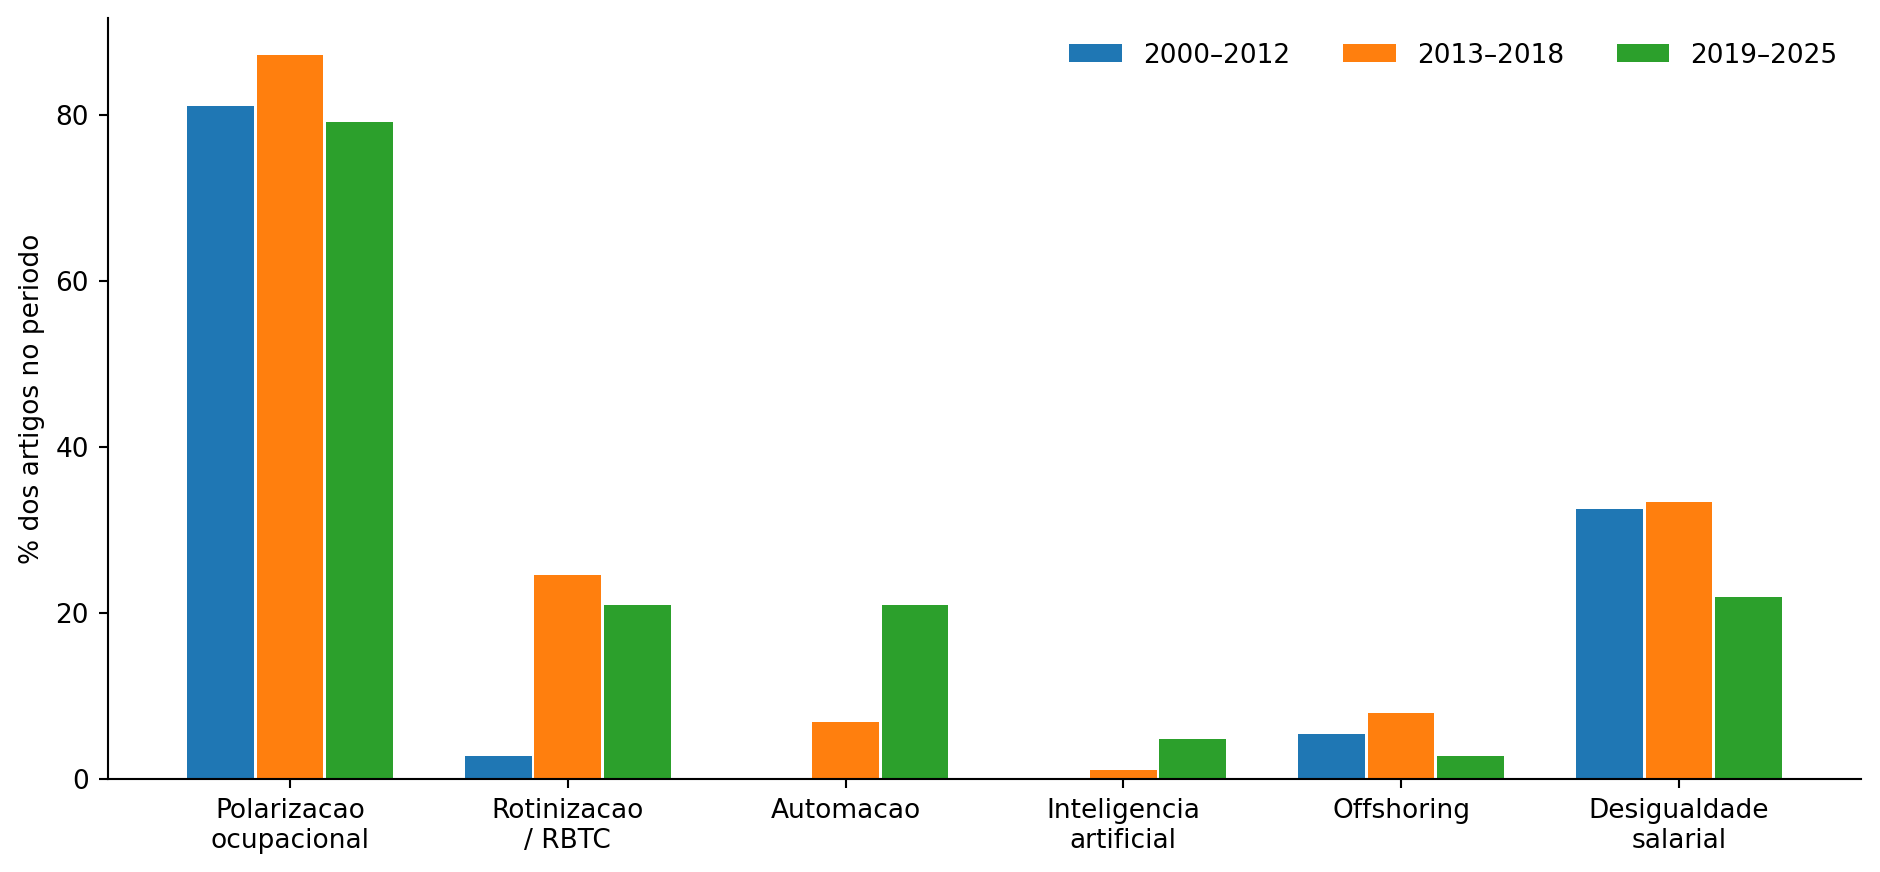 2000–2012 2013–2018 2019–2025
% dos artigos no periodo
80
60
40
20
0
Polarizacao
ocupacional
Rotinizacao
/ RBTC
Automacao
Inteligencia
artificial
Offshoring
Desigualdade
salarial